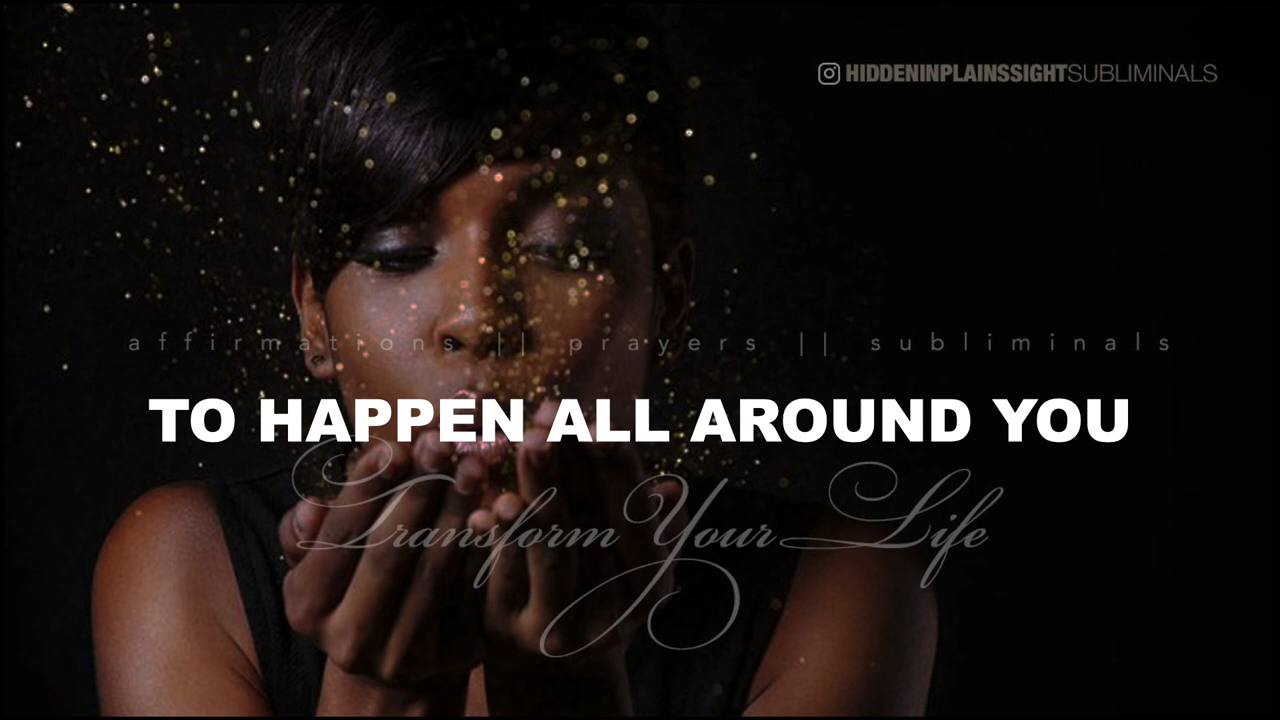 HIDDENINPLAINSSIGHTSUBLIMINALS
affirmations || prayers || subliminals
TO HAPPEN ALL AROUND YOU
Transform Your Life